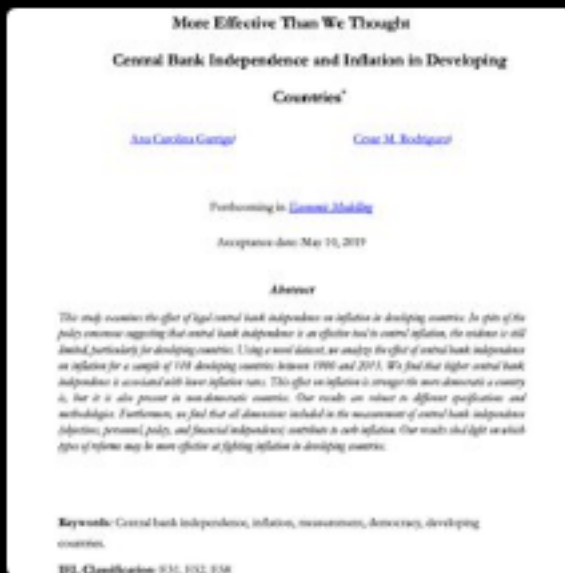 More Effective Than We Thought
Central Bank Independence and Inflation in Developing
Countries*
Ana Carolina Garriga Cesar M. Rodriguez
Forthcoming in Economic Modelling
Acceptance date: May 10, 2019
Abstract
This study examines the effect of legal central bank independence on inflation in developing countries. In spite of the
policy consensus suggesting that central bank independence is an effective tool to control inflation, the evidence is still
limited, particularly for developing countries. Using a novel dataset, we analyze the effect of central bank independence
on inflation for a sample of 118 developing countries between 1980 and 2013. We find that higher central bank
independence is associated with lower inflation rates. This effect on inflation is stronger the more democratic a country
is, but it is also present in non-democratic countries. Our results are robust to different specifications and
methodologies. Furthermore, we find that all dimensions included in the measurement of central bank independence
(objectives, personnel, policy, and financial independence) contribute to curb inflation. Our results shed light on which
types of reforms may be more effective at fighting inflation in developing countries.
Keywords: Central bank independence, inflation, measurement, democracy, developing
countries.
JEL Classification: E31, E52, E58